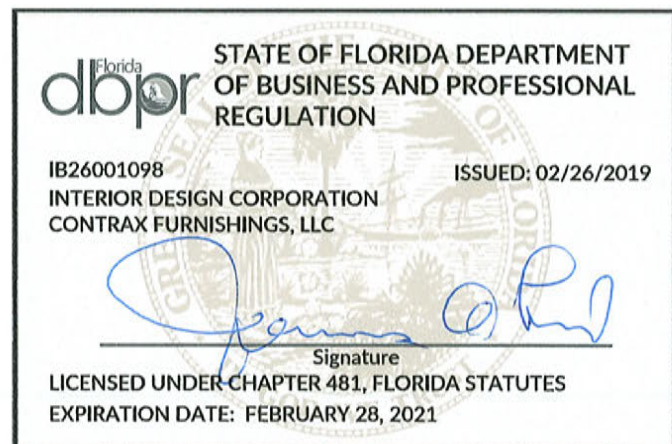 Florida
dbpr
STATE OF FLORIDA DEPARTMENT
OF BUSINESS AND PROFESSIONAL
REGULATION
IB26001098
ISSUED: 02/26/2019
INTERIOR DESIGN CORPORATION
CONTRAX FURNISHINGS, LLC
Signature
LICENSED UNDER CHAPTER 481, FLORIDA STATUTES
EXPIRATION DATE: FEBRUARY 28, 2021